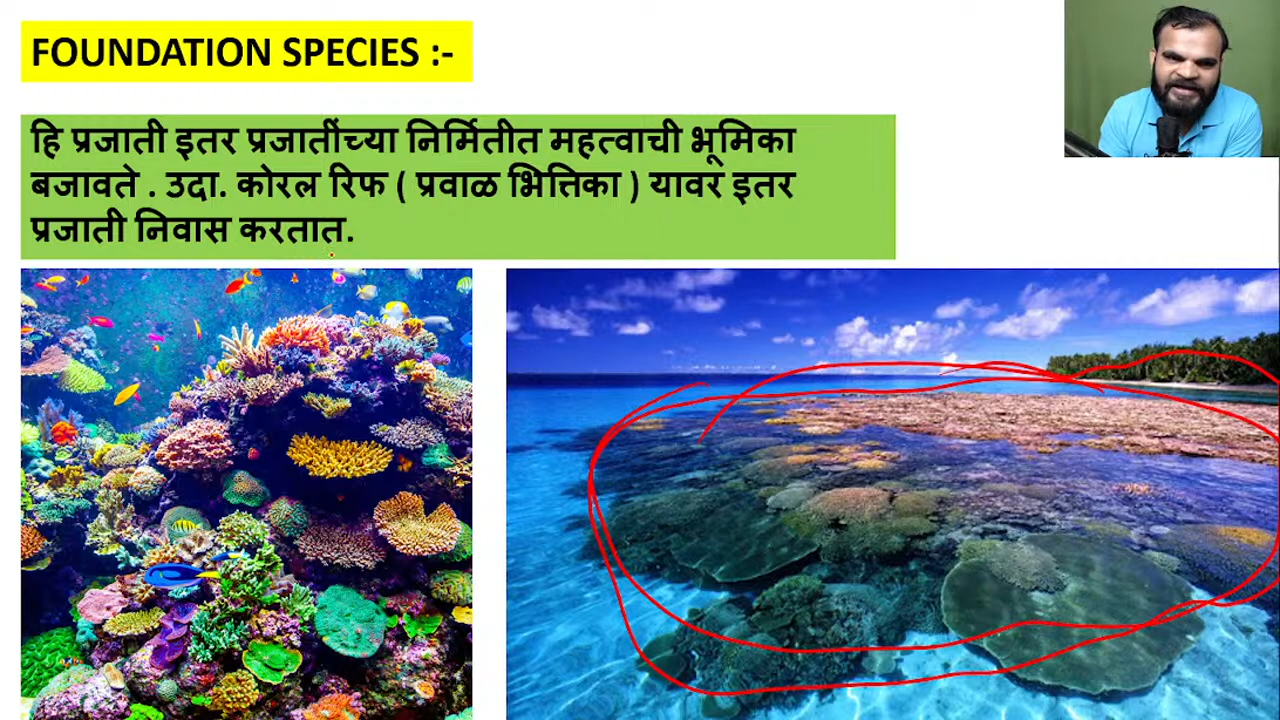 FOUNDATION SPECIES :-
हि प्रजाती इतर प्रजातींच्या निर्मितीत महत्वाची भूमिका
बजावते . उदा. कोरल रिफ ( प्रवाळ भित्तिका ) यावर इतर
प्रजाती निवास करतात.